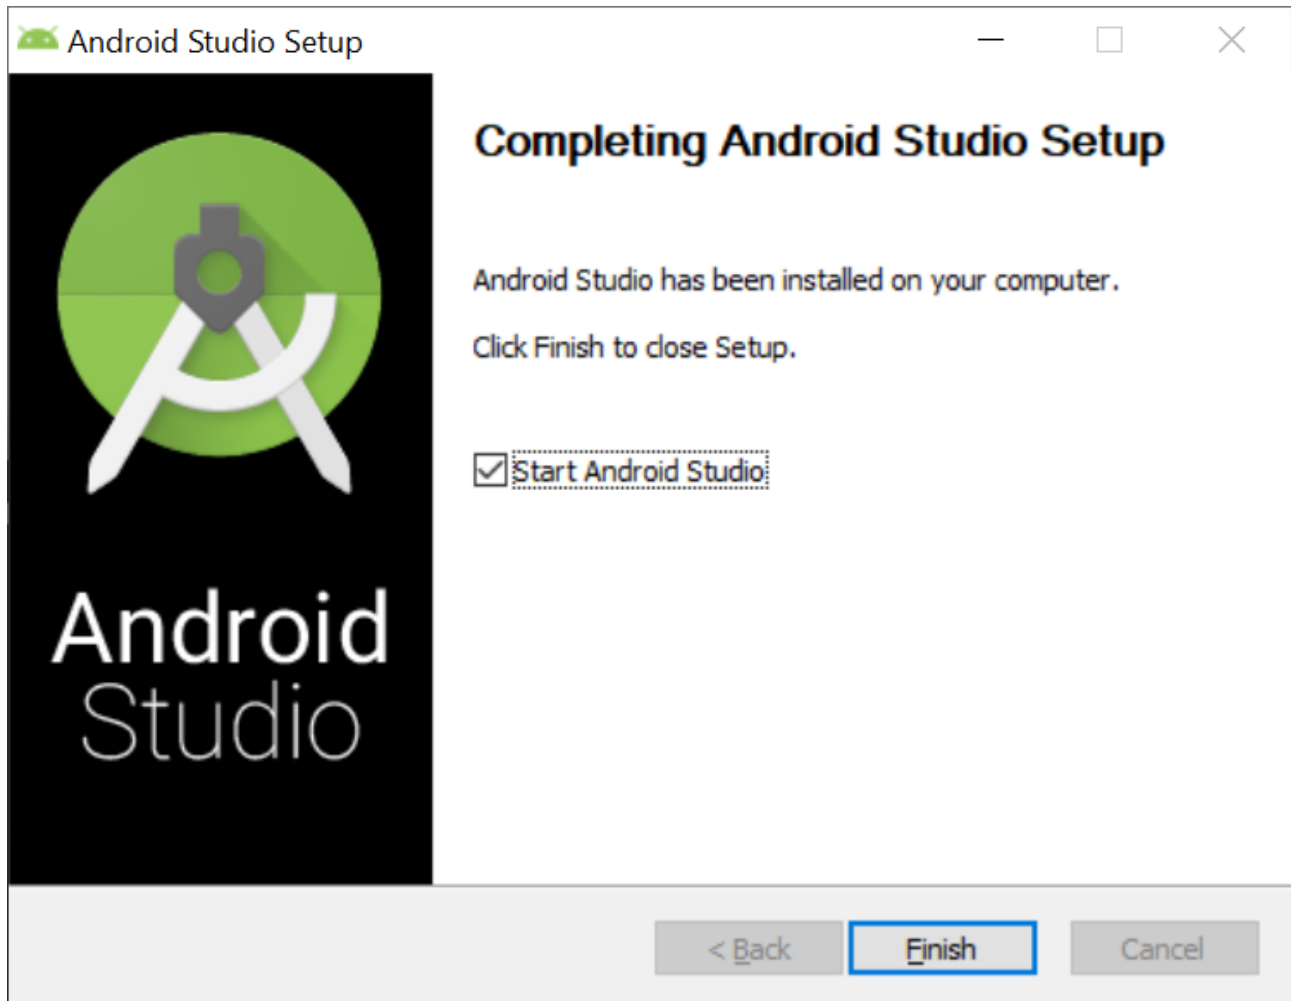 Android Studio Setup
Android
Studio
Completing Android Studio Setup
Android Studio has been installed on your computer.
Click Finish to close Setup.
Start Android Studio
< Back
Finish
Cancel